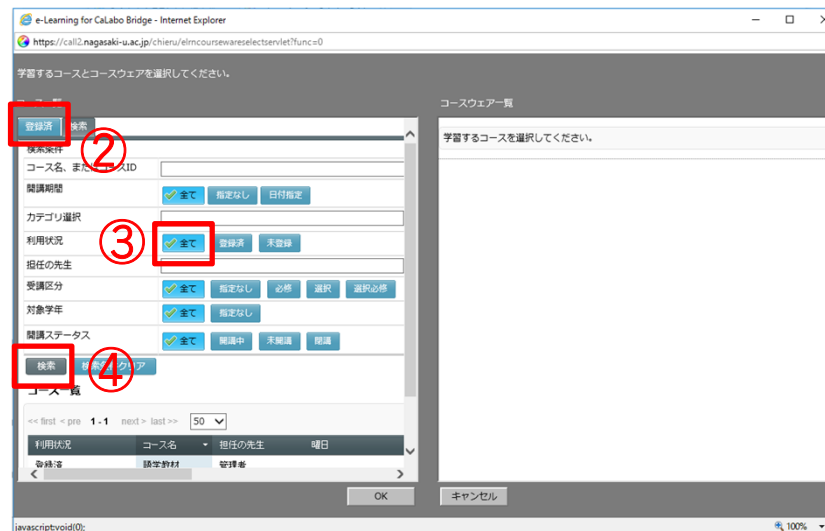 e-Learning for CaLabo Bridge - Internet Explorer
https://call2.nagasaki-u.ac.jp/chieru/elrncoursewareselectservlet?func=0
学習するコースとコースウェアを選択してください。
コース一覧
コースウェア一覧
登録済 検索
②
学習するコースを選択してください。
検索条件
コース名、またはコースID
開講期間 全て 指定なし 日付指定
カテゴリ選択
利用状況 ③ 全て 登録済 未登録
担任の先生
受講区分 全て 指定なし 必修 選択 選択必修
対象学年 全て 指定なし
開講ステータス 全て 開講中 未開講 閉講
検索 ④ クリア
コース一覧
<< first < pre 1 - 1 next > last >> 50
利用状況 コース名 担任の先生 曜日
登録済 語学教材 管理者
OK キャンセル
javascript:void(0); 100%